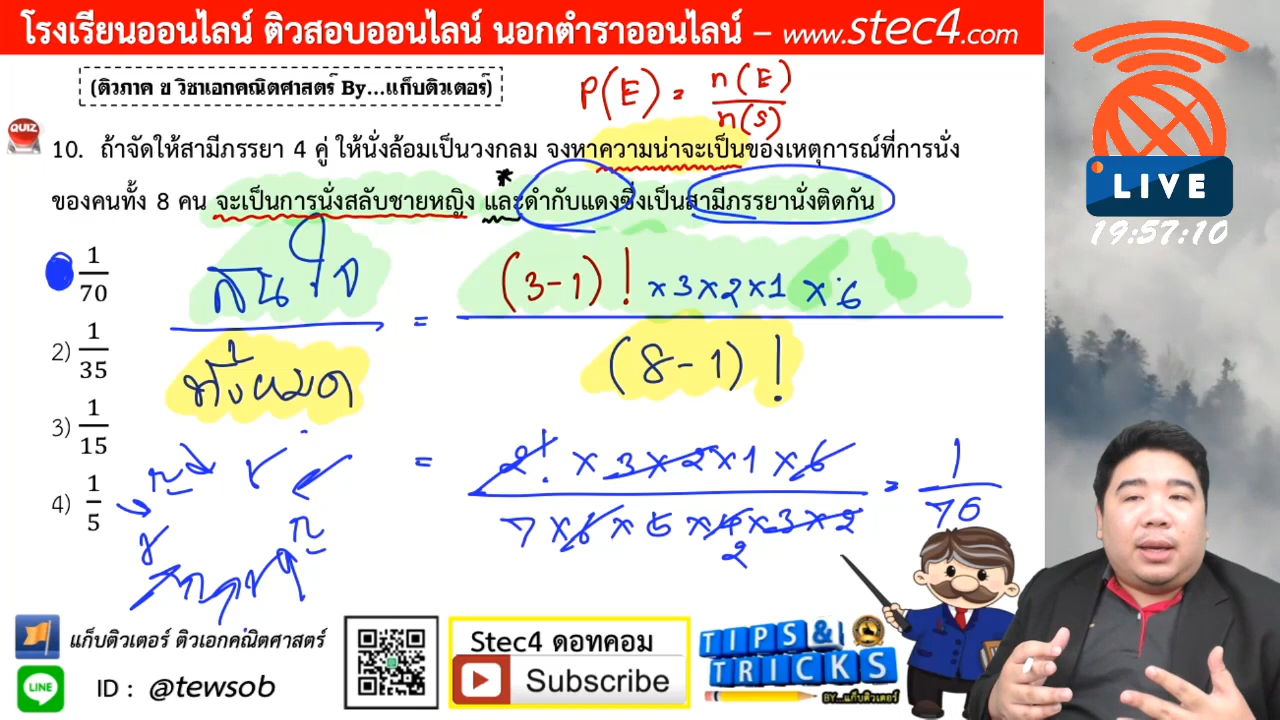 โรงเรียนออนไลน์ ติวสอบออนไลน์ นอกตำราออนไลน์ – www.stec4.com
(ติวภาค ข วิชาเอกคณิตศาสตร์ By...แก็บติวเตอร์)
P(E) = n(E)/n(S)
QUIZ
10. ถ้าจัดให้สามีภรรยา 4 คู่ ให้นั่งล้อมเป็นวงกลม จงหาความน่าจะเป็นของเหตุการณ์ที่การนั่ง
ของคนทั้ง 8 คน จะเป็นการนั่งสลับชายหญิง และดำกับแดงซึ่งเป็นสามีภรรยานั่งติดกัน
LIVE
19:57:10
1/70
2) 1/35
3) 1/15
4) 1/5
สนใจ/ทั้งหมด = (3-1)! × 3×2×1 × 6/(8-1)!
= 2! × 3×2×1×6/7×6×5×4×3×2 = 1/70
2
แก็บติวเตอร์ ติวเอกคณิตศาสตร์
LINE
ID : @tewsob
Stec4 ดอทคอม
Subscribe
TIPS &
TRICKS
BY...แก็บติวเตอร์